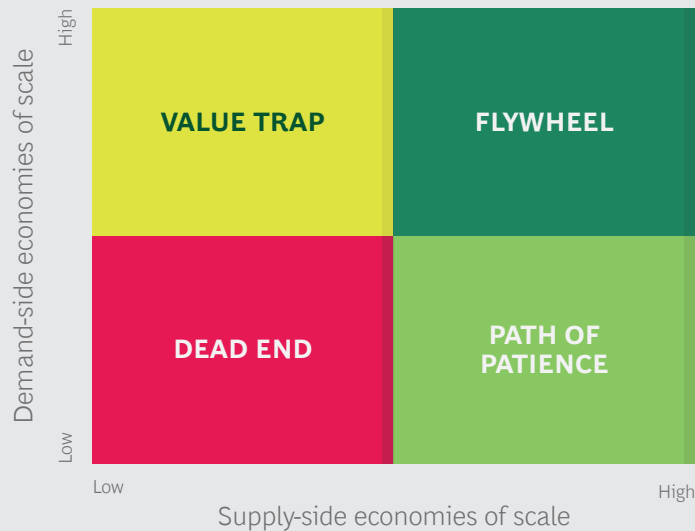 High
Demand-side economies of scale
VALUE TRAP
FLYWHEEL
DEAD END
PATH OF
PATIENCE
Low
Low
High
Supply-side economies of scale